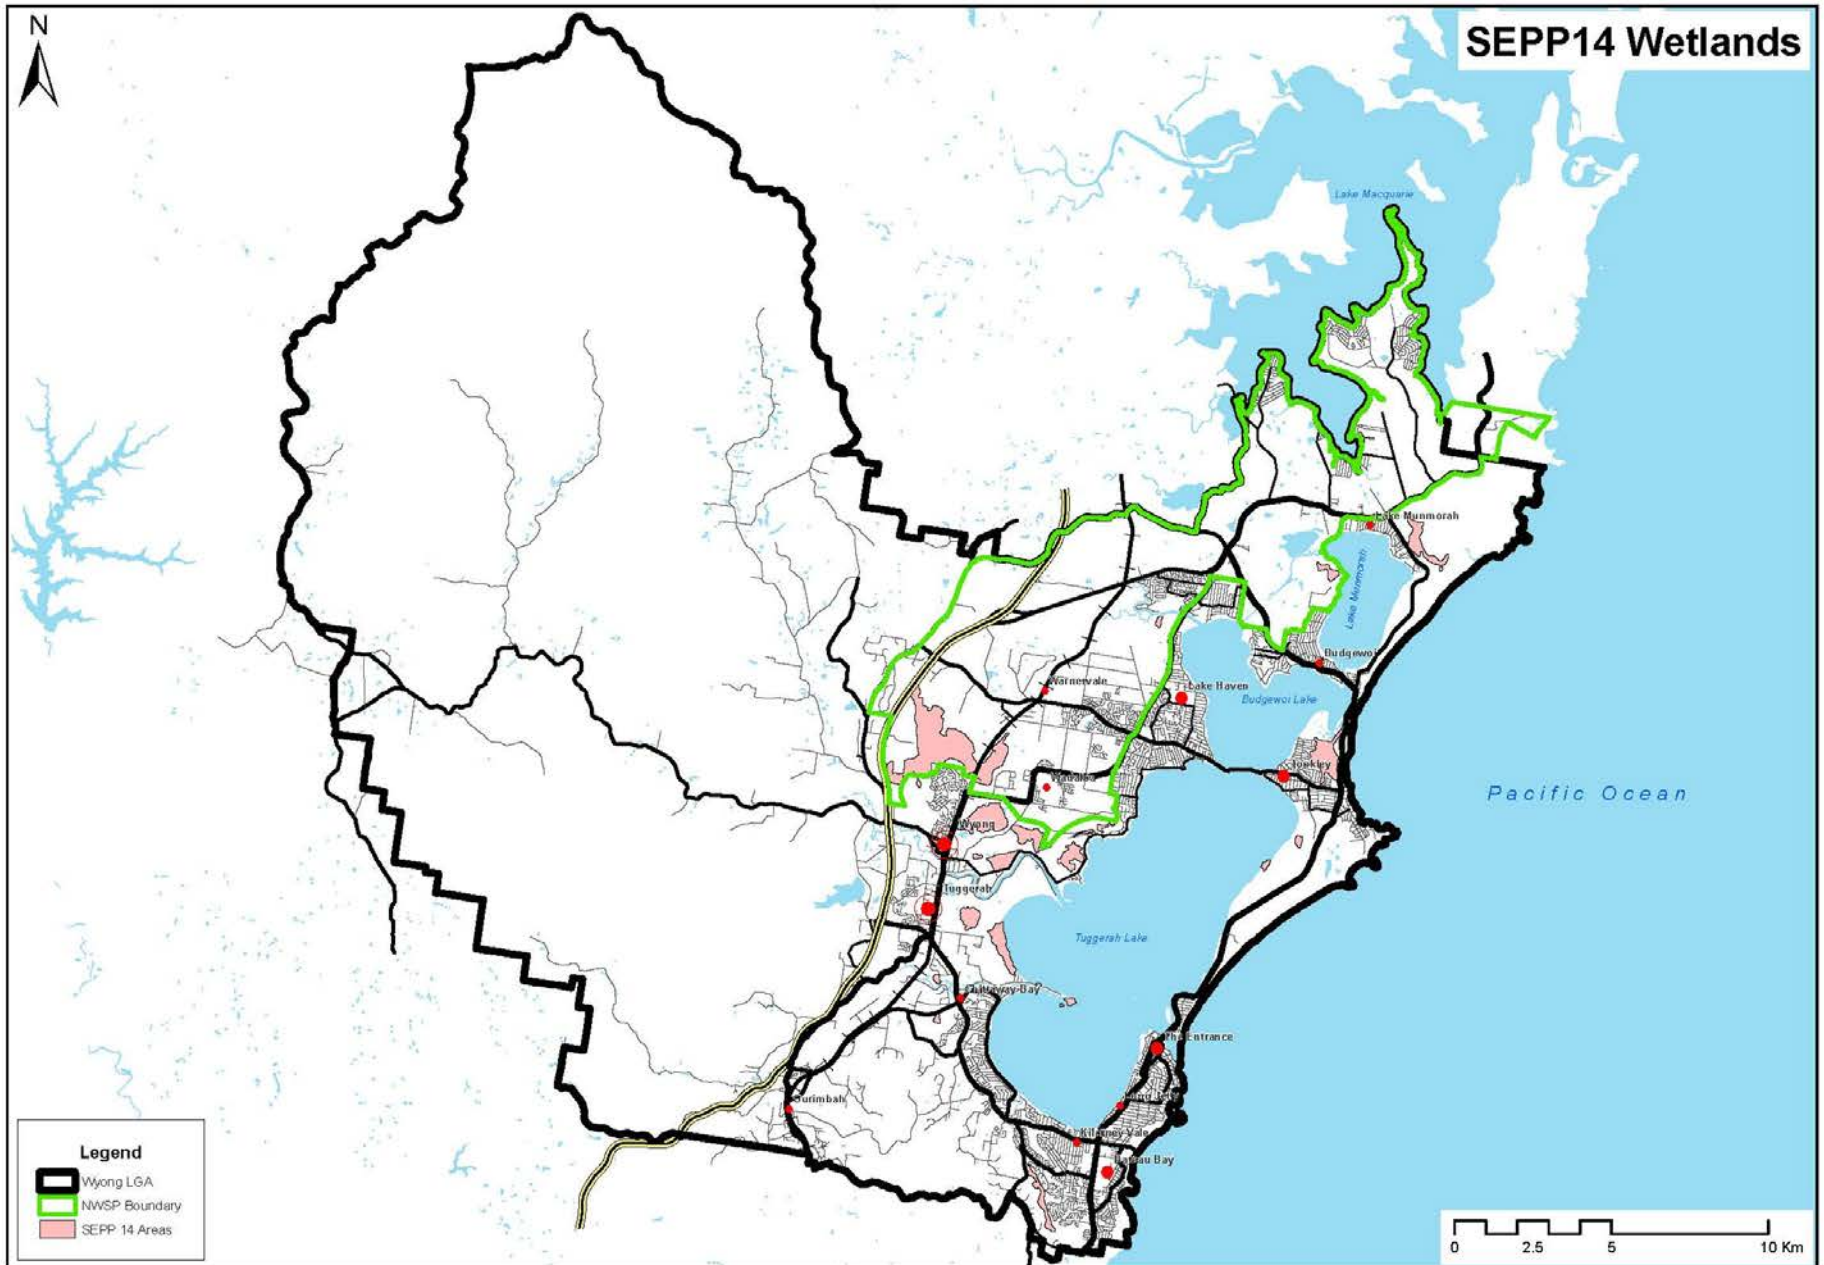 N
SEPP14 Wetlands
Lake Macquarie
Lake Munmorah
Lake Munmorah
Budgewoi
Warnervale
Lake Haven
Budgewoi Lake
Toukley
Pacific Ocean
Wyong
Tuggerah
Tuggerah Lake
Chittaway Bay
The Entrance
Ourimbah
Killarney Vale
Bateau Bay
Legend
Wyong LGA
NWSP Boundary
SEPP 14 Areas
0 2.5 5 10 Km